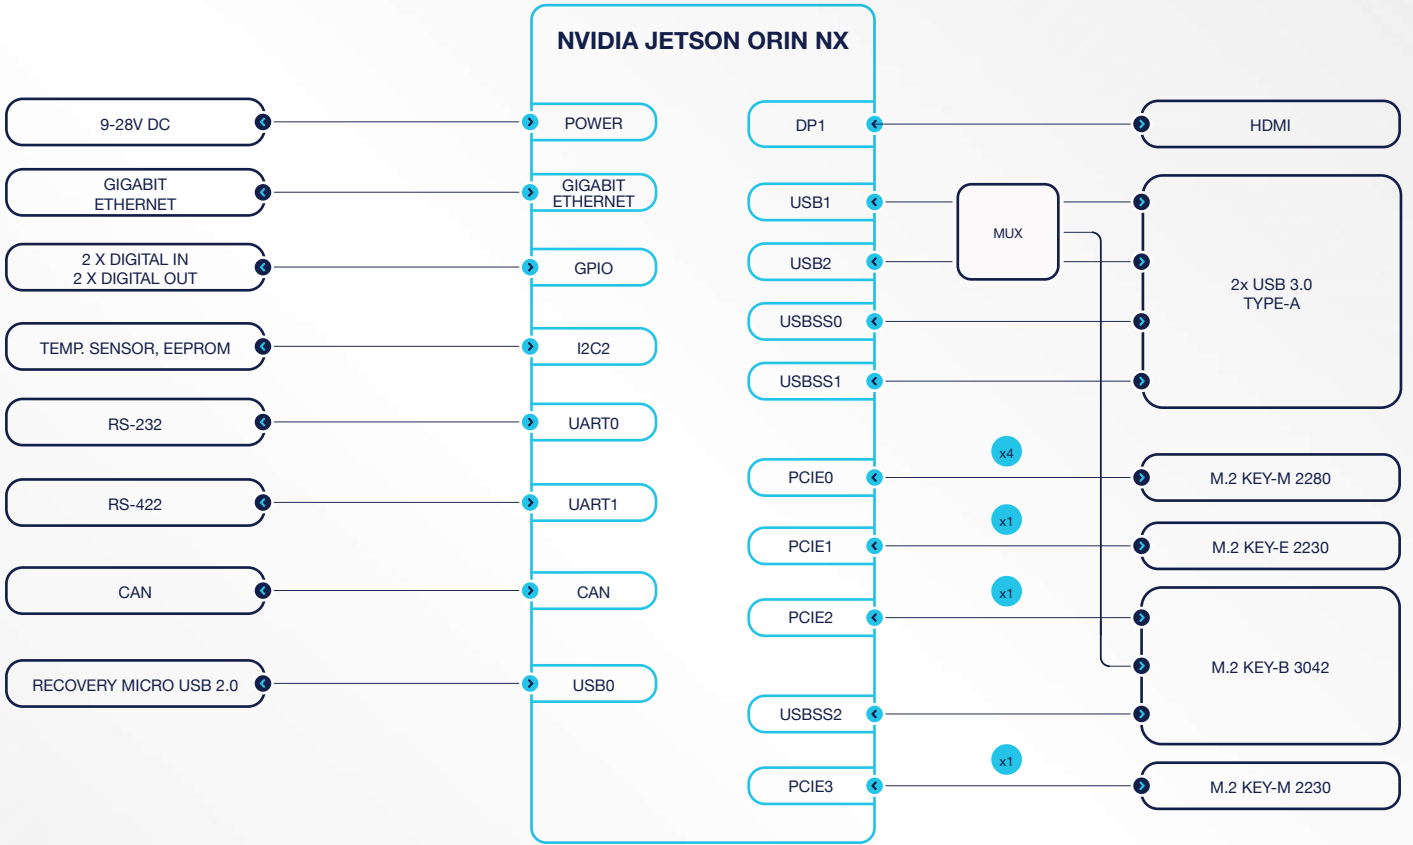 NVIDIA JETSON ORIN NX
9-28V DC
GIGABIT
ETHERNET
2 X DIGITAL IN
2 X DIGITAL OUT
TEMP. SENSOR, EEPROM
RS-232
RS-422
CAN
RECOVERY MICRO USB 2.0
POWER
GIGABIT
ETHERNET
GPIO
I2C2
UART0
UART1
CAN
USB0
DP1
USB1
USB2
USBSS0
USBSS1
PCIE0
PCIE1
PCIE2
USBSS2
PCIE3
MUX
x4
x1
x1
x1
HDMI
2x USB 3.0
TYPE-A
M.2 KEY-M 2280
M.2 KEY-E 2230
M.2 KEY-B 3042
M.2 KEY-M 2230